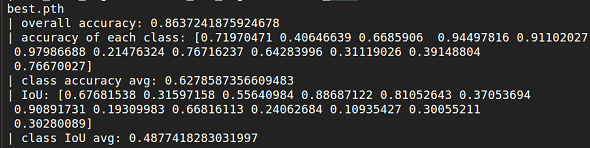 best.pth
| overall accuracy: 0.8637241875924678
| accuracy of each class: [0.71970471 0.40646639 0.6685906  0.94497816 0.91102027
 0.97986688 0.21476324 0.76716237 0.64283996 0.31119026 0.39148804
 0.76670027]
| class accuracy avg: 0.6278587356609483
| IoU: [0.67681538 0.31597158 0.55640984 0.88687122 0.81052643 0.37053694
 0.90891731 0.19309983 0.66816113 0.24062684 0.10935427 0.30055211
 0.30280089]
| class IoU avg: 0.4877418283031997